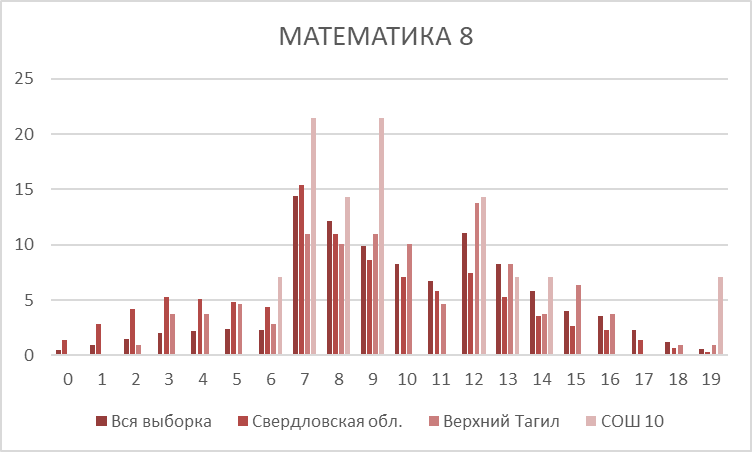 МАТЕМАТИКА 8
25
20
15
10
5
0
0 1 2 3 4 5 6 7 8 9 10 11 12 13 14 15 16 17 18 19
Вся выборка Свердловская обл. Верхний Тагил СОШ 10